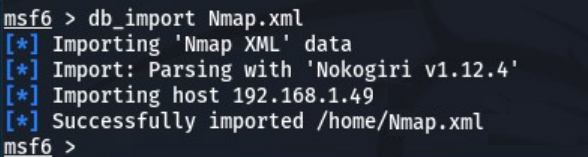 msf6 > db_import Nmap.xml
[*] Importing 'Nmap XML' data
[*] Import: Parsing with 'Nokogiri v1.12.4'
[*] Importing host 192.168.1.49
[*] Successfully imported /home/Nmap.xml
msf6 >